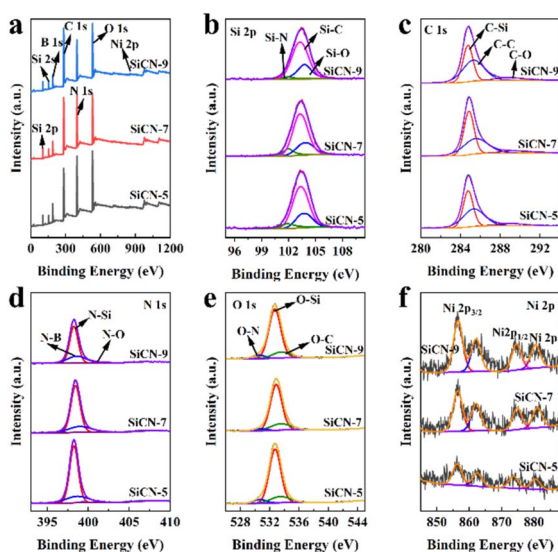 a
O 1s
C 1s
Ni 2p
B 1s
Si 2s
SiCN-9
N 1s
Si 2p
SiCN-7
SiCN-5
Intensity (a.u.)
0 300 600 900 1200
Binding Energy (eV)
b
Si 2p
Si-N
Si-C
Si-O
SiCN-9
SiCN-7
SiCN-5
Intensity (a.u.)
96 99 102 105 108
Binding Energy (eV)
c
C 1s
C-Si
C-C
C-O
SiCN-9
SiCN-7
SiCN-5
Intensity (a.u.)
280 284 288 292
Binding Energy (eV)
d
N 1s
N-Si
N-B
N-O
SiCN-9
SiCN-7
SiCN-5
Intensity (a.u.)
395 400 405 410
Binding Energy (eV)
e
O 1s
O-Si
O-N
O-C
SiCN-9
SiCN-7
SiCN-5
Intensity (a.u.)
528 532 536 540 544
Binding Energy (eV)
f
Ni 2p
Ni 2p3/2
Ni2p1/2
Ni 2p
SiCN-9
SiCN-7
SiCN-5
Intensity (a.u.)
850 860 870 880
Binding Energy (eV)